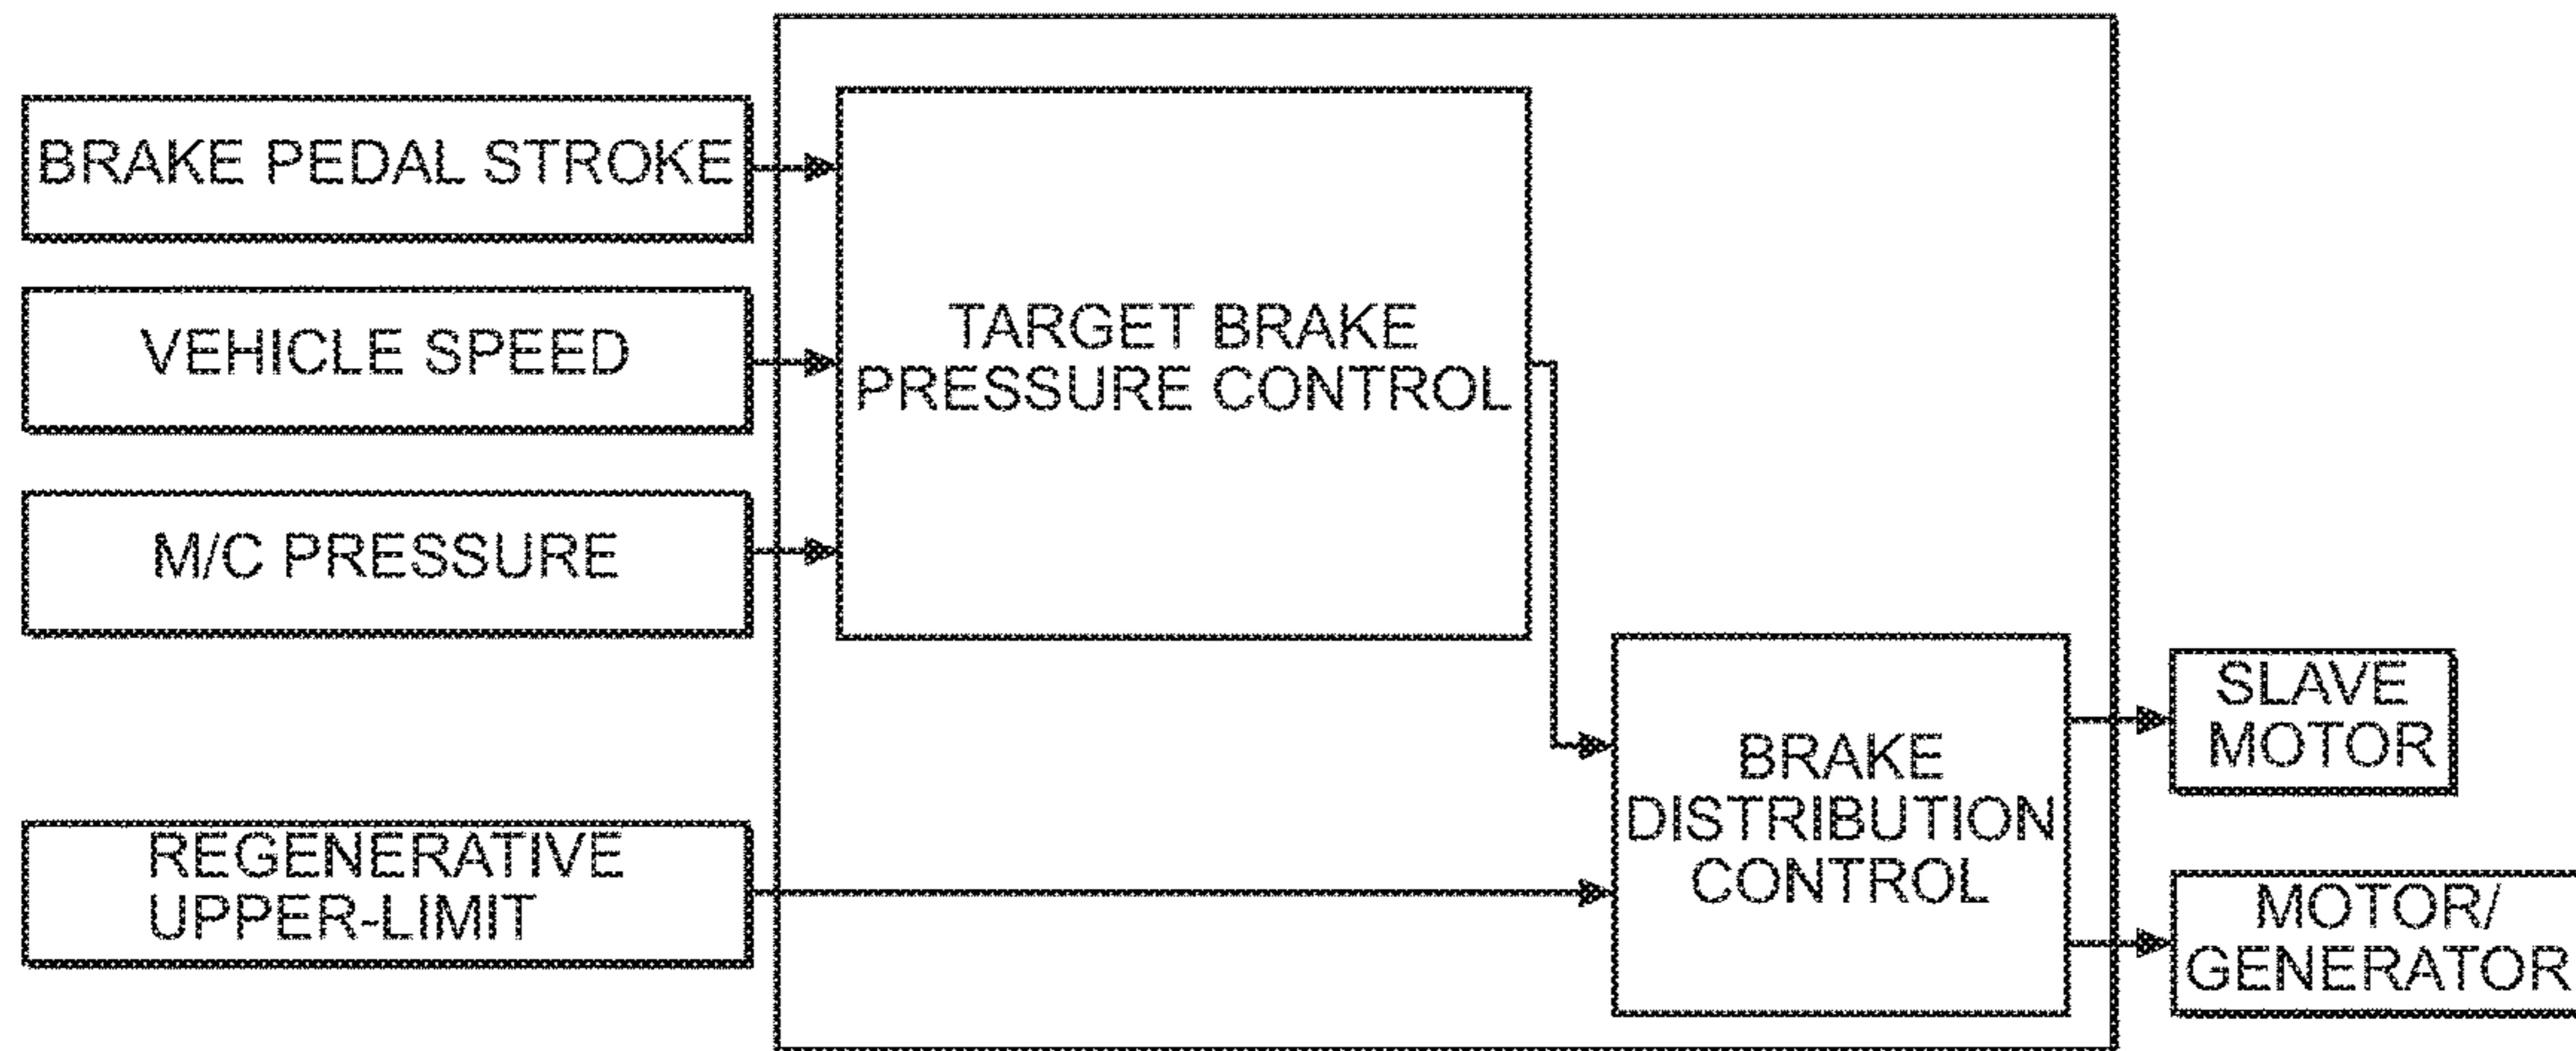 BRAKE PEDAL STROKE
VEHICLE SPEED
M/C PRESSURE
REGENERATIVE
UPPER-LIMIT
TARGET BRAKE
PRESSURE CONTROL
BRAKE
DISTRIBUTION
CONTROL
SLAVE
MOTOR
MOTOR/
GENERATOR